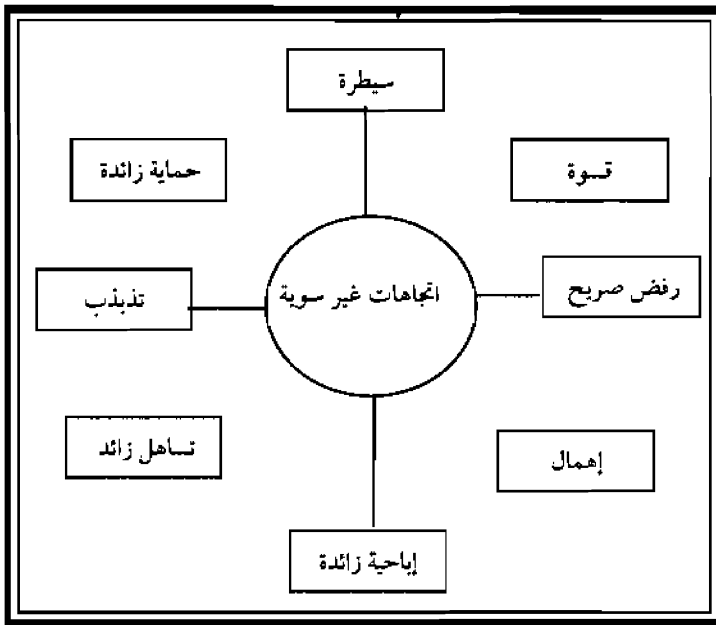 سيطرة
قسوة
حماية زائدة
رفض صريح
اتجاهات غير سوية
تذبذب
تساهل زائد
إهمال
إباحية زائدة